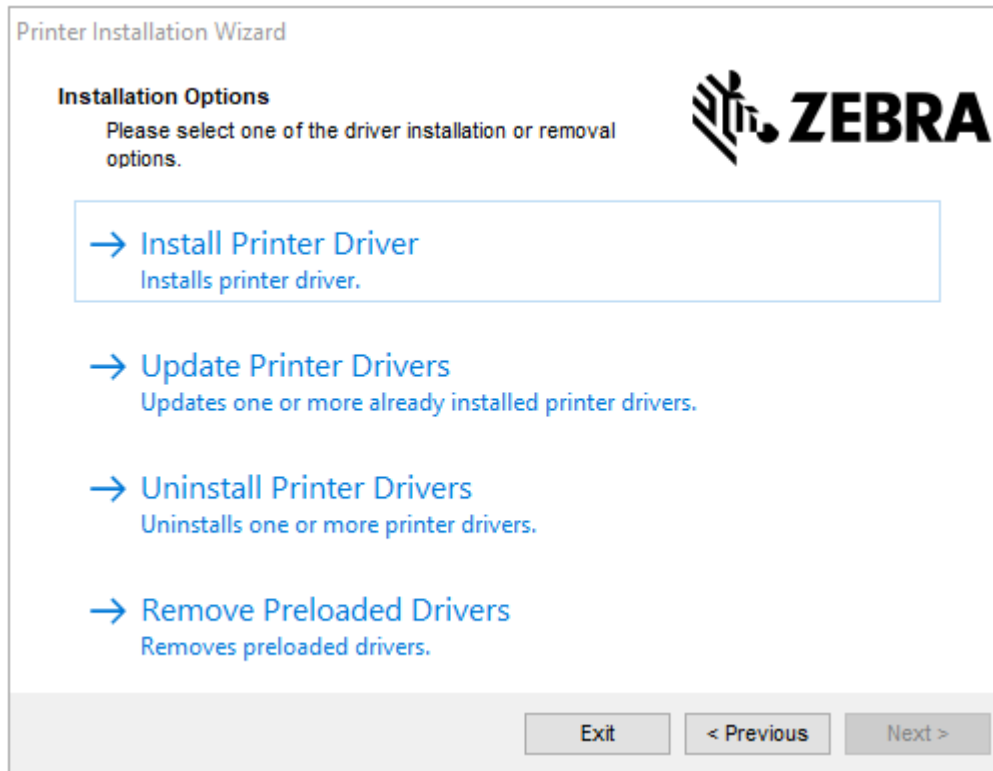 Printer Installation Wizard
Installation Options
Please select one of the driver installation or removal
options.
ZEBRA
Install Printer Driver
Installs printer driver.
Update Printer Drivers
Updates one or more already installed printer drivers.
Uninstall Printer Drivers
Uninstalls one or more printer drivers.
Remove Preloaded Drivers
Removes preloaded drivers.
Exit
< Previous
Next >